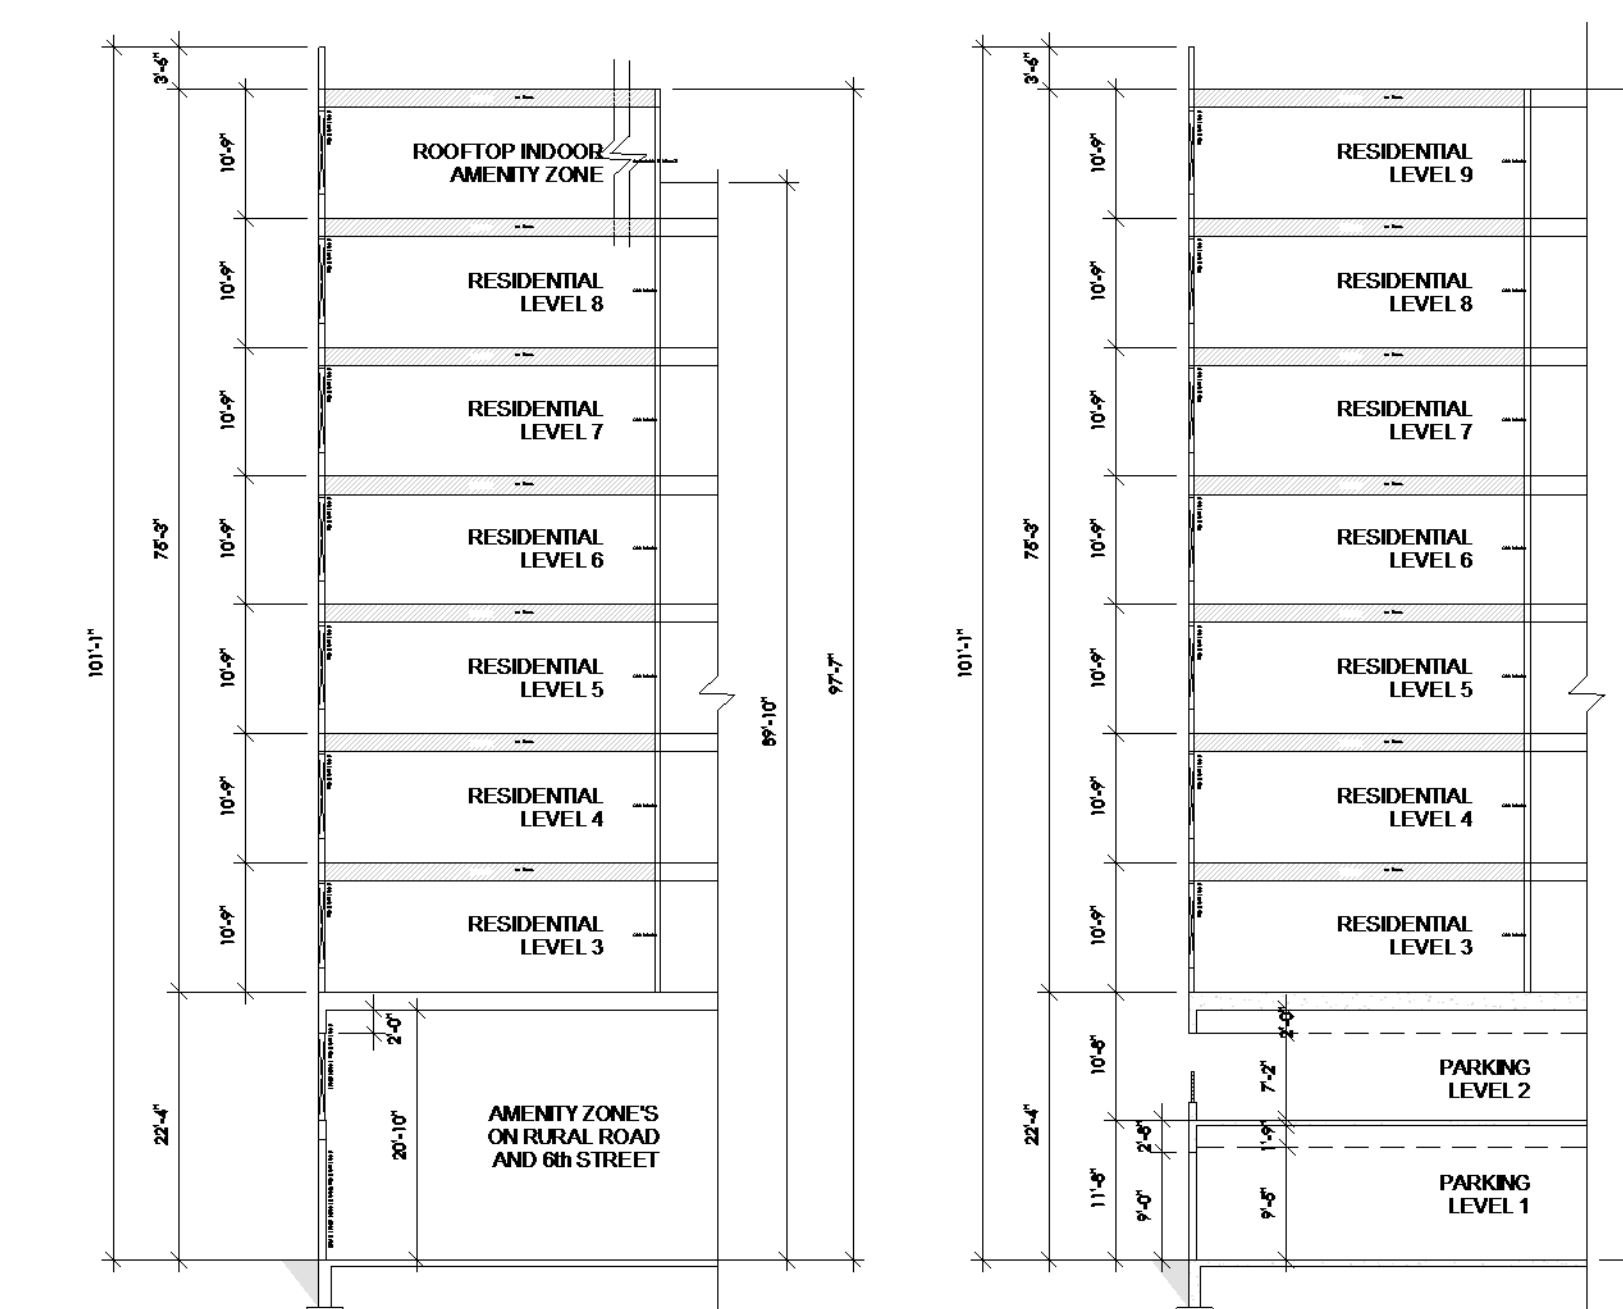 3'-6"
10'-9"
ROOFTOP INDOOR
AMENITY ZONE
10'-9"
RESIDENTIAL
LEVEL 8
10'-9"
RESIDENTIAL
LEVEL 7
75'-3"
10'-9"
RESIDENTIAL
LEVEL 6
101'-1"
10'-9"
RESIDENTIAL
LEVEL 5
89'-10"
97'-7"
10'-9"
RESIDENTIAL
LEVEL 4
10'-9"
RESIDENTIAL
LEVEL 3
2'-0"
22'-4"
20'-10"
AMENITY ZONE'S
ON RURAL ROAD
AND 6th STREET
3'-6"
10'-9"
RESIDENTIAL
LEVEL 9
10'-9"
RESIDENTIAL
LEVEL 8
10'-9"
RESIDENTIAL
LEVEL 7
75'-3"
10'-9"
RESIDENTIAL
LEVEL 6
101'-1"
10'-9"
RESIDENTIAL
LEVEL 5
10'-9"
RESIDENTIAL
LEVEL 4
10'-9"
RESIDENTIAL
LEVEL 3
2'-0"
10'-8"
7'-2"
PARKING
LEVEL 2
22'-4"
2'-8"
1'-9"
11'-8"
9'-0"
9'-5"
PARKING
LEVEL 1